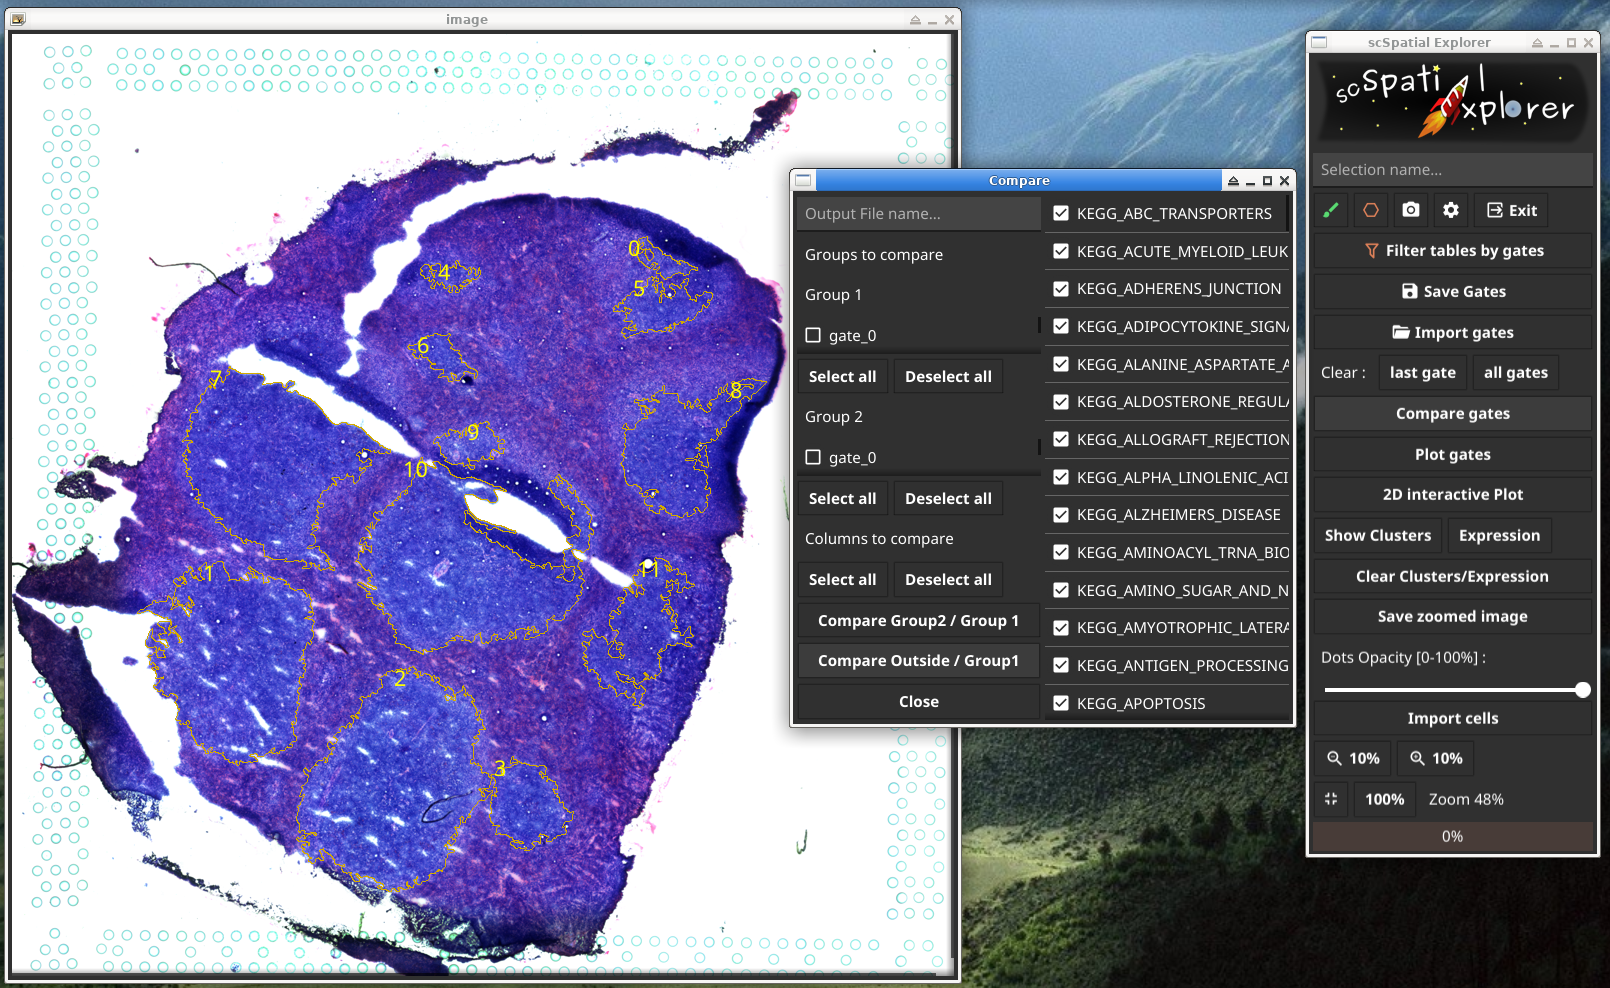 image
0
4
5
6
7
8
9
10
1
11
2
3
Compare
Output File name...
Groups to compare
Group 1
gate_0
Select all Deselect all
Group 2
gate_0
Select all Deselect all
Columns to compare
Select all Deselect all
Compare Group2 / Group 1
Compare Outside / Group1
Close
KEGG_ABC_TRANSPORTERS
KEGG_ACUTE_MYELOID_LEUK
KEGG_ADHERENS_JUNCTION
KEGG_ADIPOCYTOKINE_SIGNA
KEGG_ALANINE_ASPARTATE_A
KEGG_ALDOSTERONE_REGULA
KEGG_ALLOGRAFT_REJECTION
KEGG_ALPHA_LINOLENIC_ACI
KEGG_ALZHEIMERS_DISEASE
KEGG_AMINOACYL_TRNA_BIO
KEGG_AMINO_SUGAR_AND_N
KEGG_AMYOTROPHIC_LATERA
KEGG_ANTIGEN_PROCESSING
KEGG_APOPTOSIS
scSpatial Explorer
scSpatial
Explorer
Selection name...
Exit
Filter tables by gates
Save Gates
Import gates
Clear : last gate all gates
Compare gates
Plot gates
2D interactive Plot
Show Clusters Expression
Clear Clusters/Expression
Save zoomed image
Dots Opacity [0-100%] :
Import cells
10% 10%
100% Zoom 48%
0%